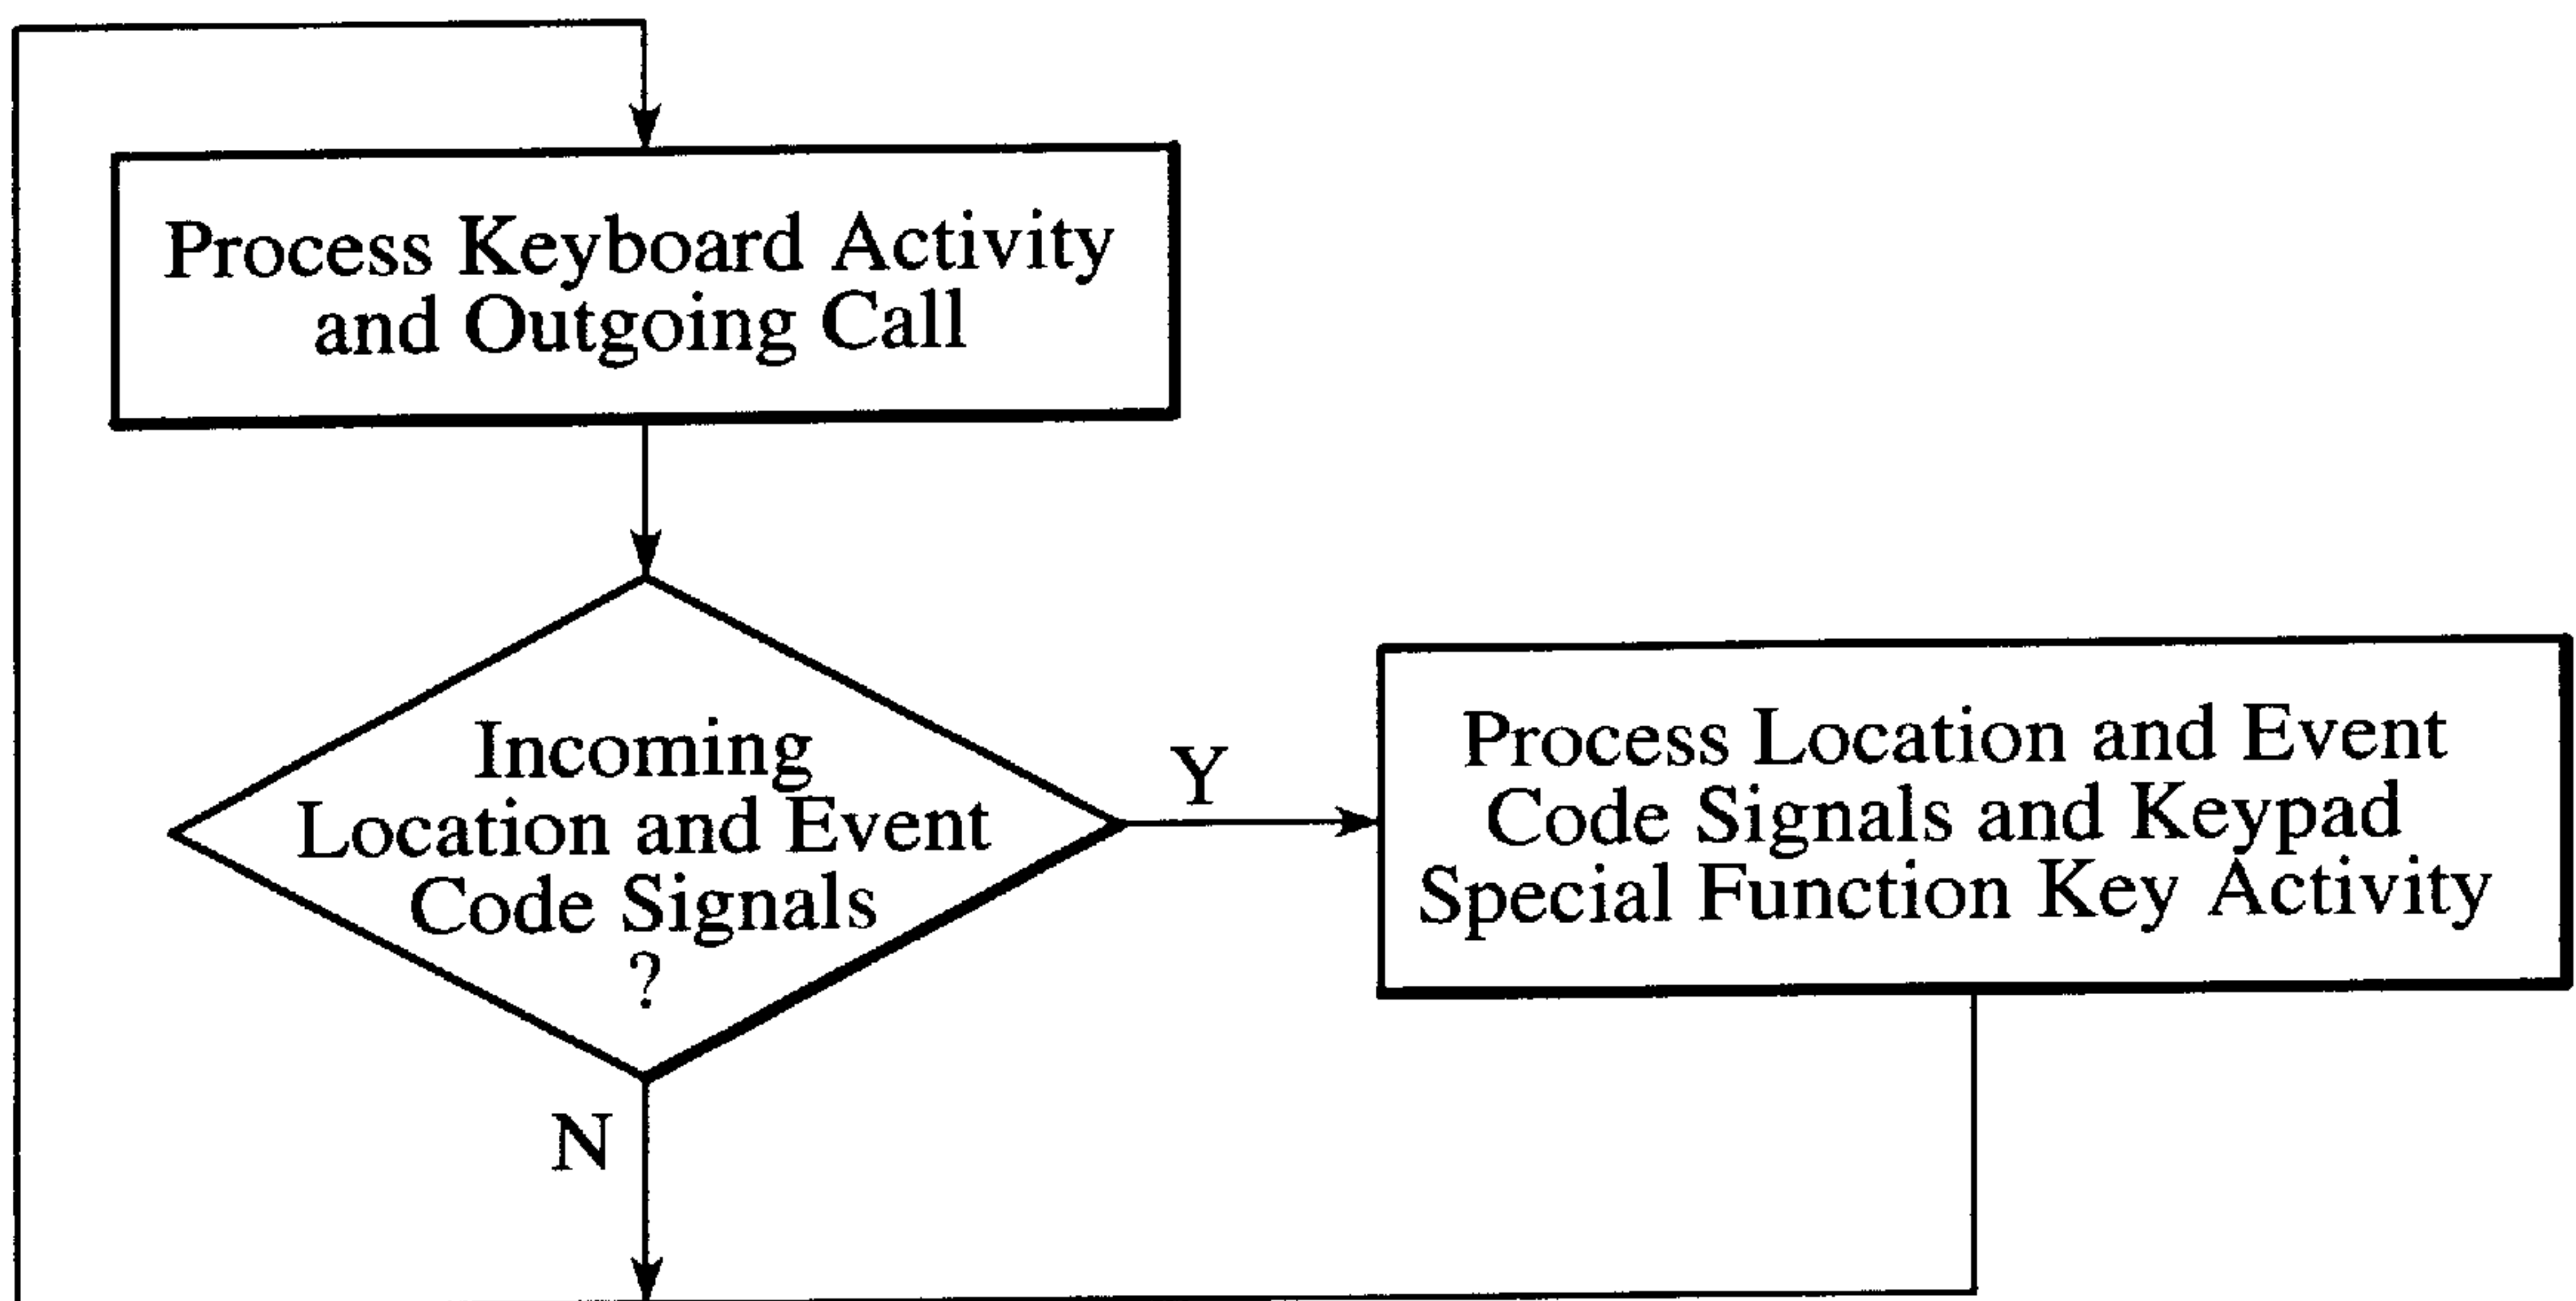 Process Keyboard Activity
and Outgoing Call
Incoming
Location and Event
Code Signals
?
Y
Process Location and Event
Code Signals and Keypad
Special Function Key Activity
N